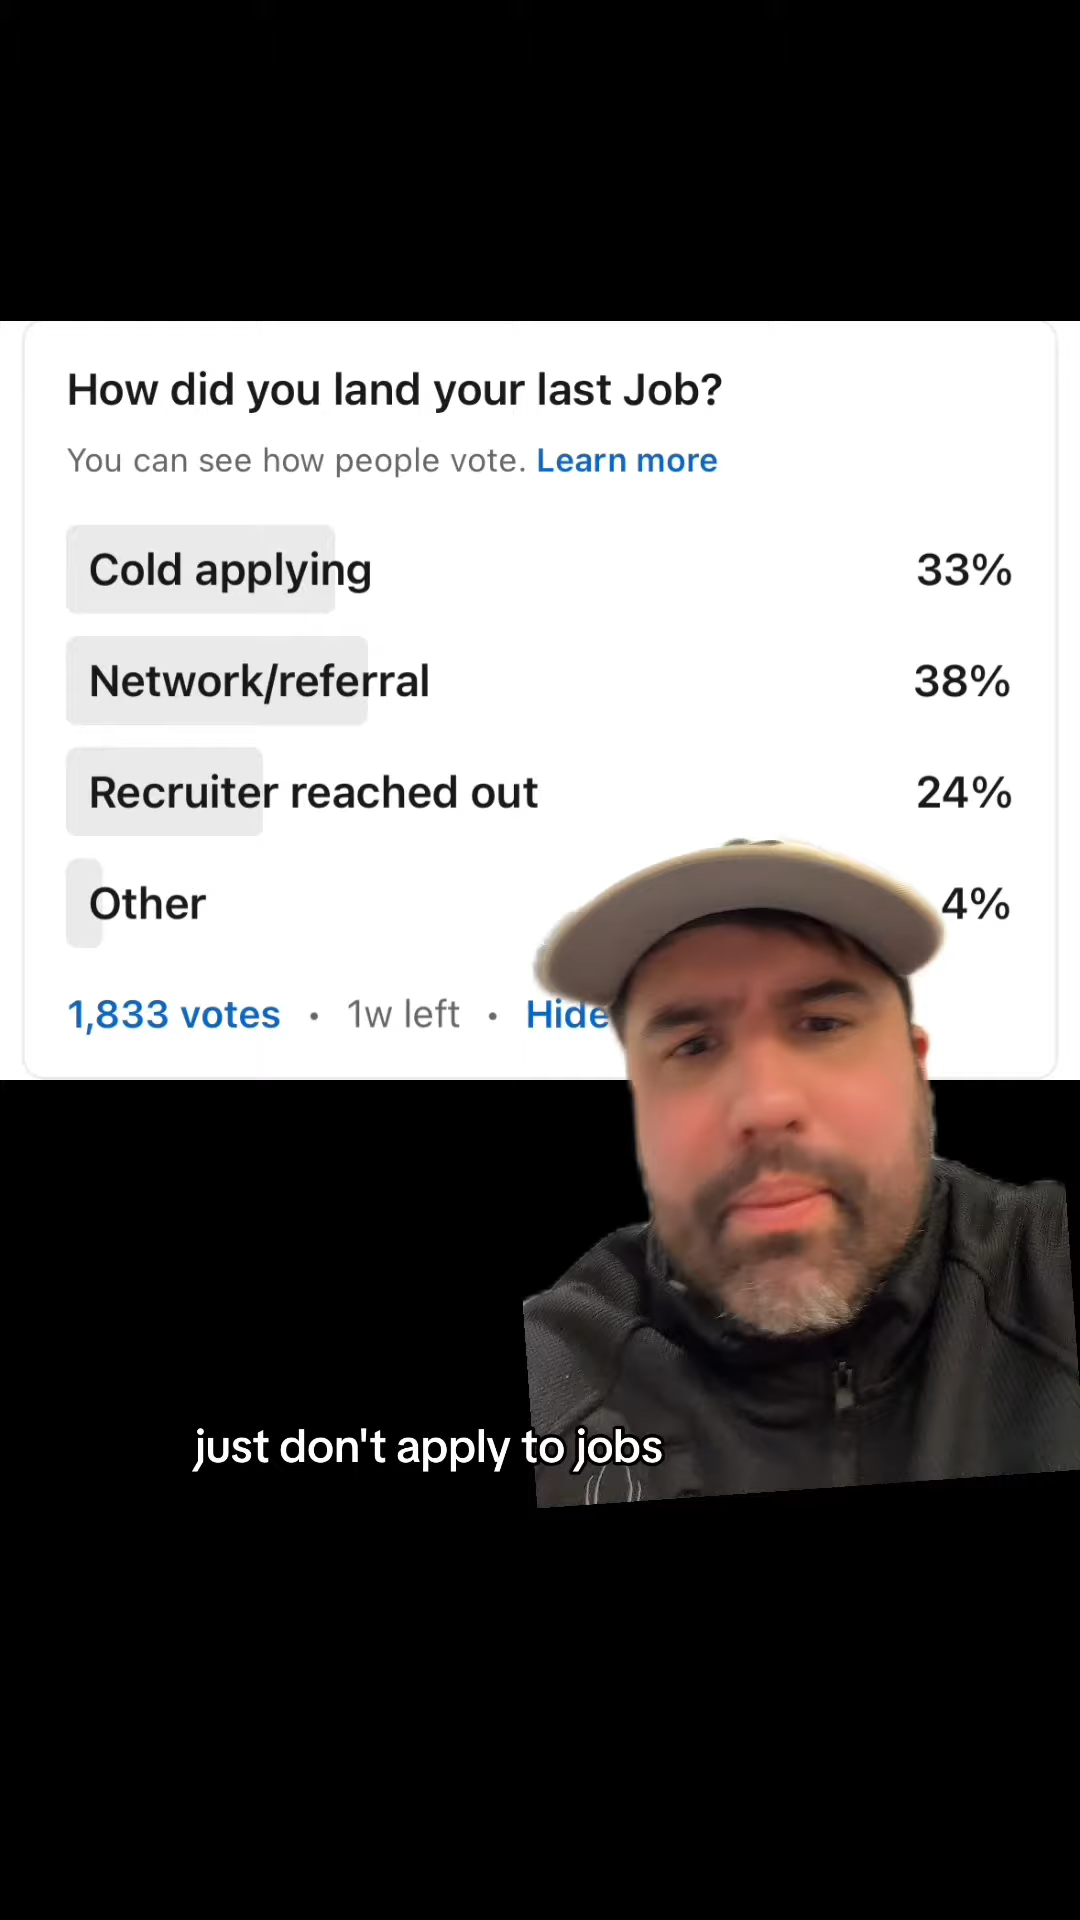 How did you land your last Job?
You can see how people vote. Learn more
Cold applying 33%
Network/referral 38%
Recruiter reached out 24%
Other 4%
1,833 votes • 1w left • Hide
just don't apply to jobs